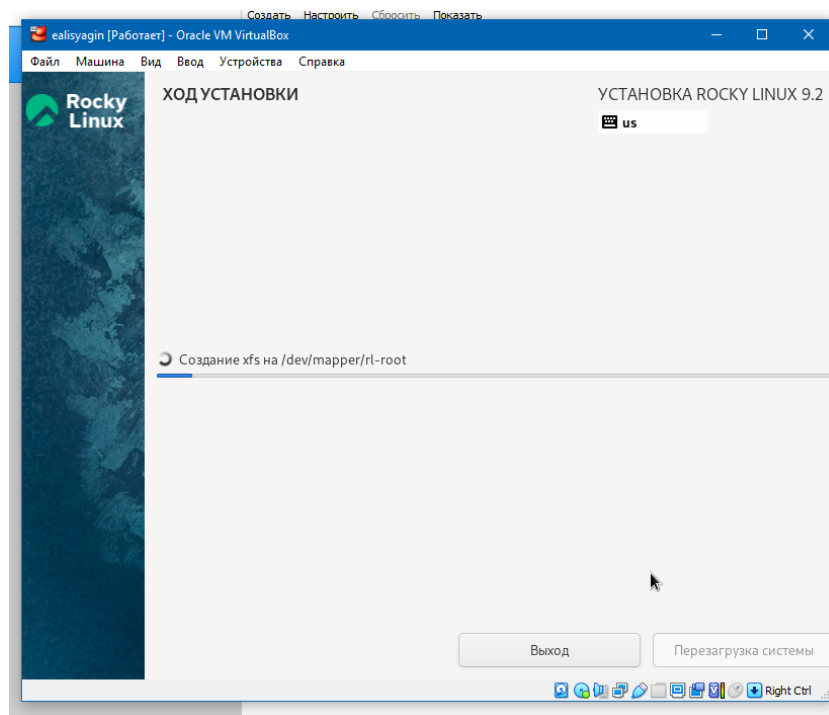 Создать Настроить Сбросить Показать
ealisyagin [Работает] - Oracle VM VirtualBox
Файл Машина Вид Ввод Устройства Справка
Rocky
Linux
ХОД УСТАНОВКИ
УСТАНОВКА ROCKY LINUX 9.2
us
Создание xfs на /dev/mapper/rl-root
Выход
Перезагрузка системы
Right Ctrl